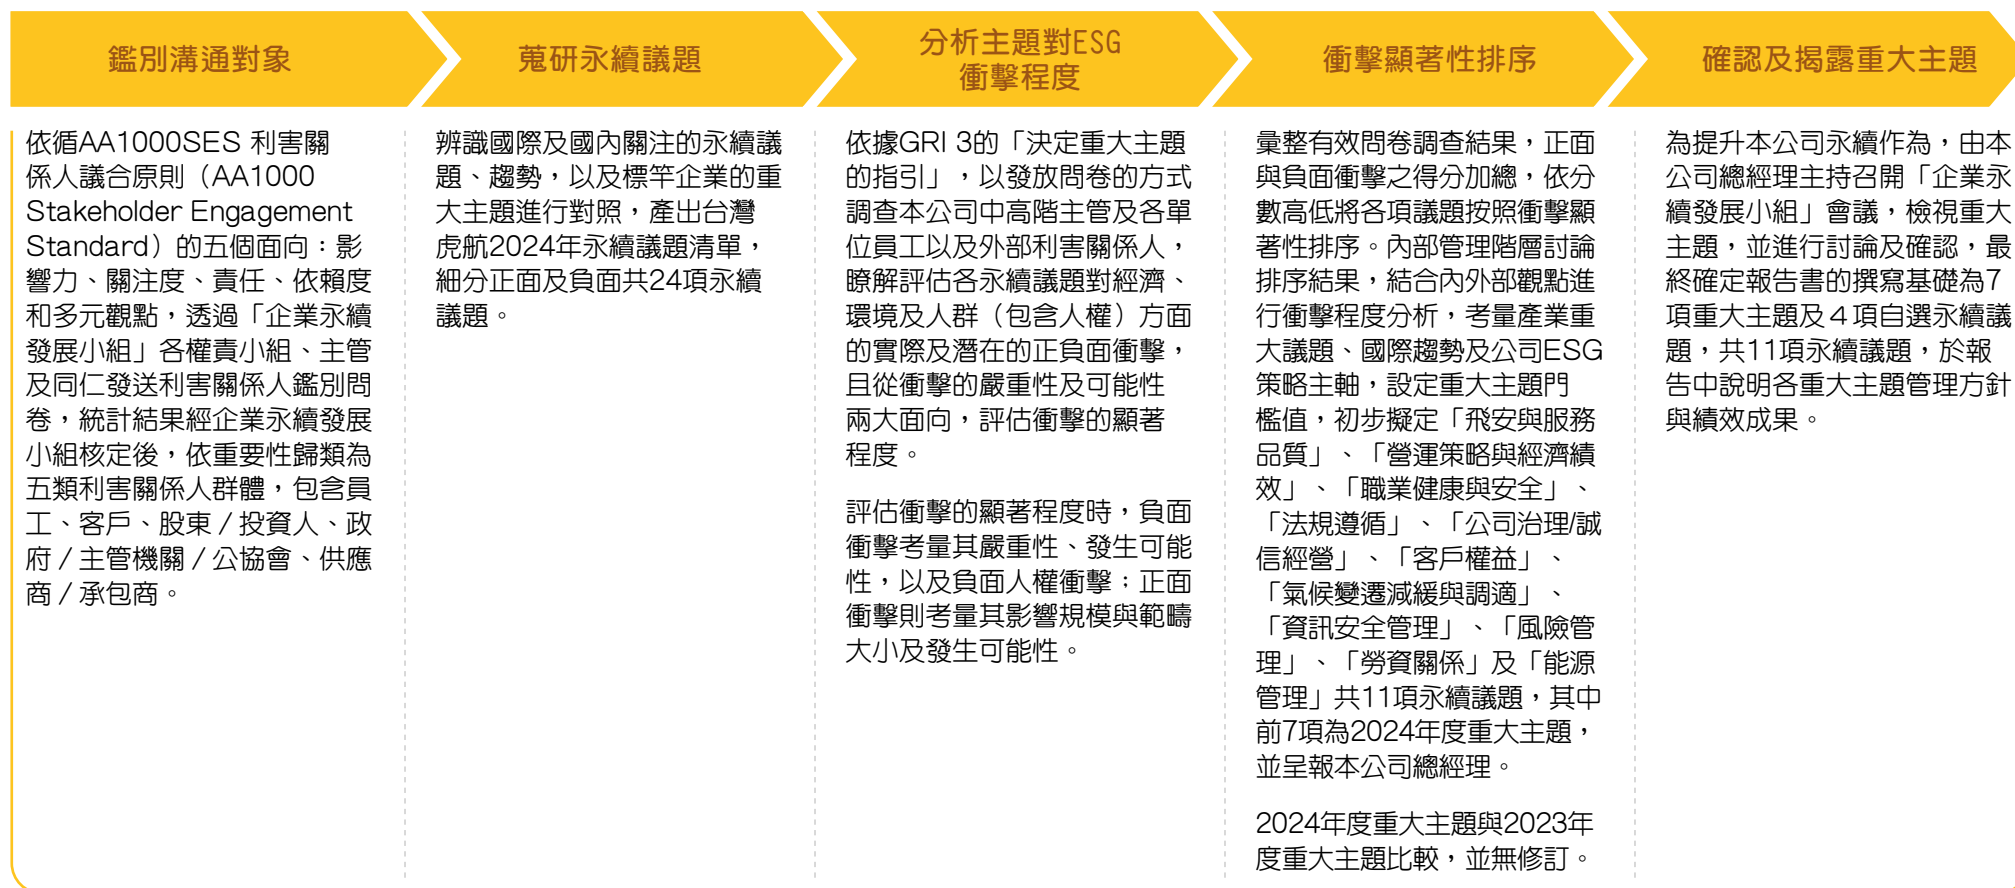 鑑別溝通對象
蒐研永續議題
分析主題對ESG
衝擊程度
衝擊顯著性排序
確認及揭露重大主題
依循AA1000SES 利害關
係人議合原則（AA1000
Stakeholder Engagement
Standard）的五個面向：影
響力、關注度、責任、依賴度
和多元觀點，透過「企業永續
發展小組」各權責小組、主管
及同仁發送利害關係人鑑別問
卷，統計結果經企業永續發展
小組核定後，依重要性歸類為
五類利害關係人群體，包含員
工、客戶、股東／投資人、政
府／主管機關／公協會、供應
商／承包商。
辨識國際及國內關注的永續議
題、趨勢，以及標竿企業的重
大主題進行對照，產出台灣
虎航2024年永續議題清單，
細分正面及負面共24項永續
議題。
依據GRI 3的「決定重大主題
的指引」，以發放問卷的方式
調查本公司中高階主管及各單
位員工以及外部利害關係人，
瞭解評估各永續議題對經濟、
環境及人群（包含人權）方面
的實際及潛在的正負面衝擊，
且從衝擊的嚴重性及可能性
兩大面向，評估衝擊的顯著
程度。
評估衝擊的顯著程度時，負面
衝擊考量其嚴重性、發生可能
性，以及負面人權衝擊；正面
衝擊則考量其影響規模與範疇
大小及發生可能性。
彙整有效問卷調查結果，正面
與負面衝擊之得分加總，依分
數高低將各項議題按照衝擊顯
著性排序。內部管理階層討論
排序結果，結合內外部觀點進
行衝擊程度分析，考量產業重
大議題、國際趨勢及公司ESG
策略主軸，設定重大主題門
檻值，初步擬定「飛安與服務
品質」、「營運策略與經濟績
效」、「職業健康與安全」、
「法規遵循」、「公司治理/誠
信經營」、「客戶權益」、
「氣候變遷減緩與調適」、
「資訊安全管理」、「風險管
理」、「勞資關係」及「能源
管理」共11項永續議題，其中
前7項為2024年度重大主題，
並呈報本公司總經理。
2024年度重大主題與2023年
度重大主題比較，並無修訂。
為提升本公司永續作為，由本
公司總經理主持召開「企業永
續發展小組」會議，檢視重大
主題，並進行討論及確認，最
終確定報告書的撰寫基礎為7
項重大主題及４項自選永續議
題，共11項永續議題，於報
告中說明各重大主題管理方針
與績效成果。